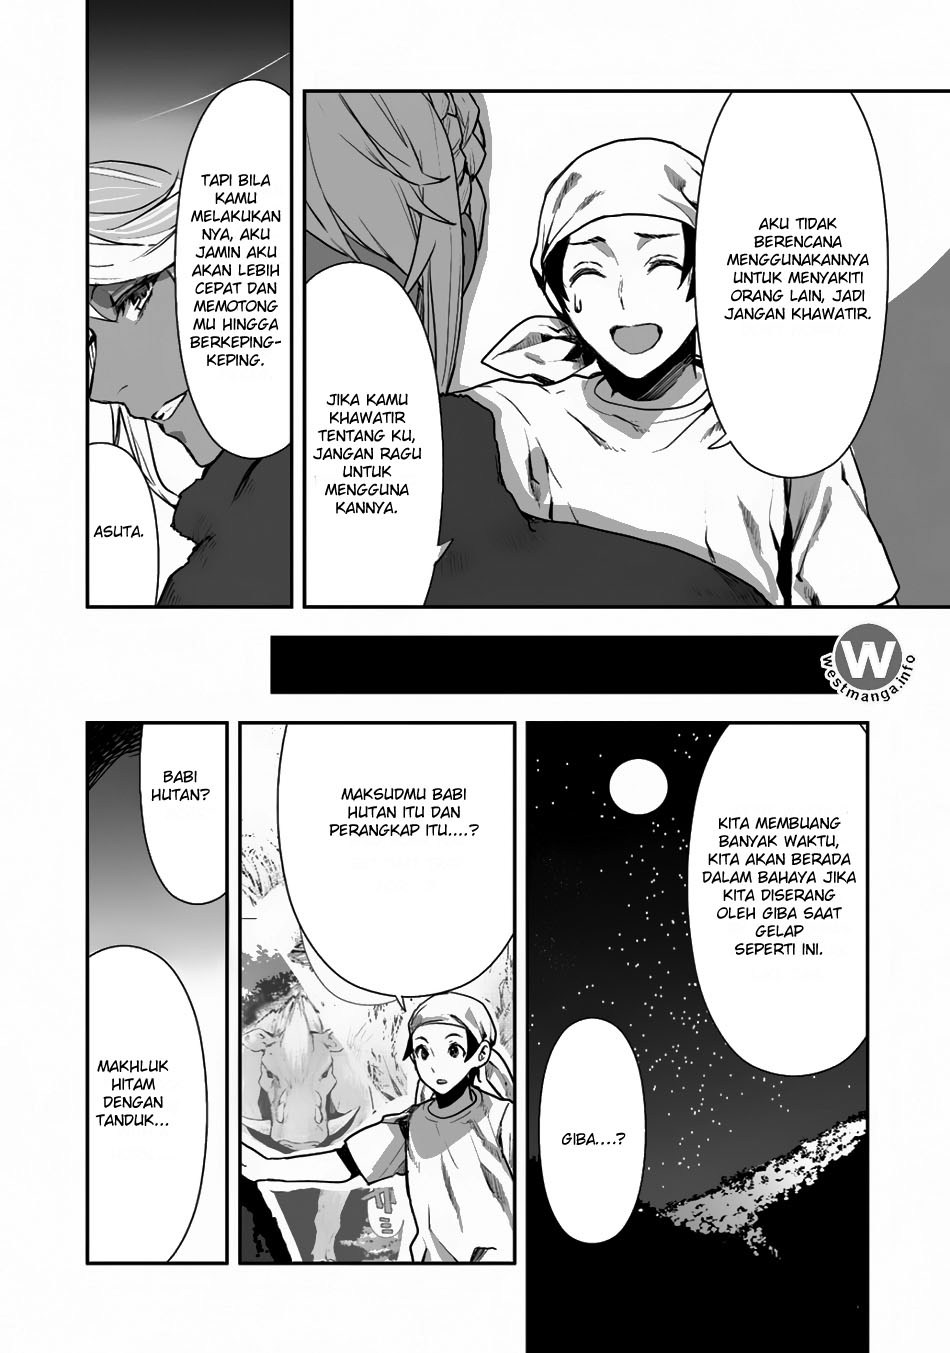 AKU TIDAK
BERENCANA
MENGGUNAKANNYA
UNTUK MENYAKITI
ORANG LAIN, JADI
JANGAN KHAWATIR.
JIKA KAMU
KHAWATIR
TENTANG KU,
JANGAN RAGU
UNTUK
MENGGUNA
KANNYA.
TAPI BILA
KAMU
MELAKUKAN
NYA, AKU
JAMIN AKU
AKAN LEBIH
CEPAT DAN
MEMOTONG
MU HINGGA
BERKEPING-
KEPING.
ASUTA.
W
westmanga.info
KITA MEMBUANG
BANYAK WAKTU,
KITA AKAN BERADA
DALAM BAHAYA JIKA
KITA DISERANG
OLEH GIBA SAAT
GELAP
SEPERTI INI.
GIBA....?
MAKSUDMU BABI
HUTAN ITU DAN
PERANGKAP ITU....?
BABI
HUTAN?
MAKHLUK
HITAM
DENGAN
TANDUK...